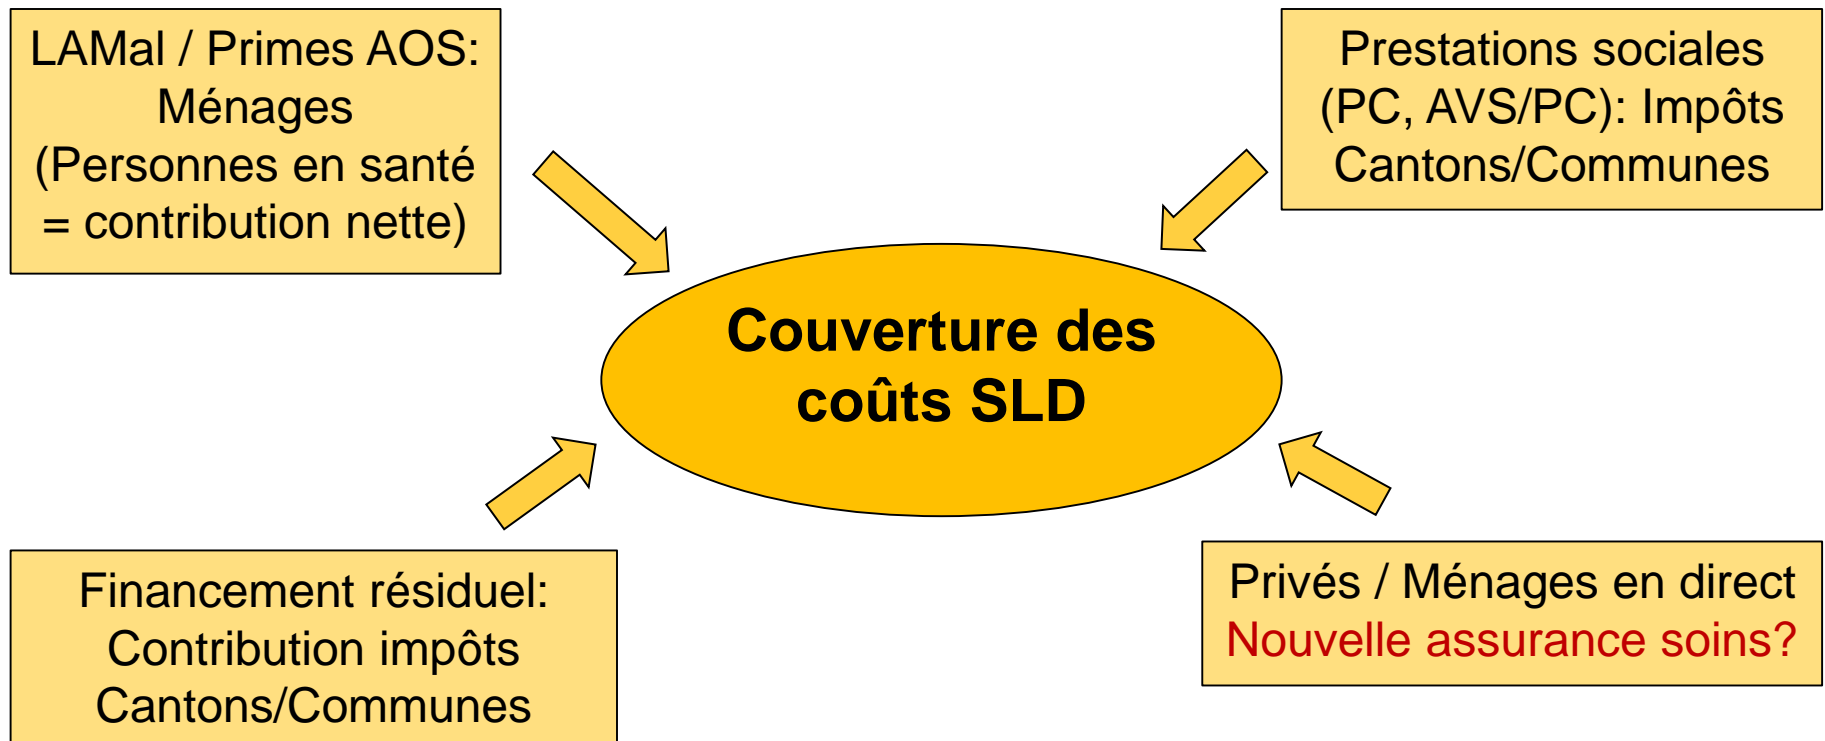 LAMal / Primes AOS:
Ménages
(Personnes en santé
= contribution nette)
Prestations sociales
(PC, AVS/PC): Impôts
Cantons/Communes
Couverture des
coûts SLD
Financement résiduel:
Contribution impôts
Cantons/Communes
Privés / Ménages en direct
Nouvelle assurance soins?